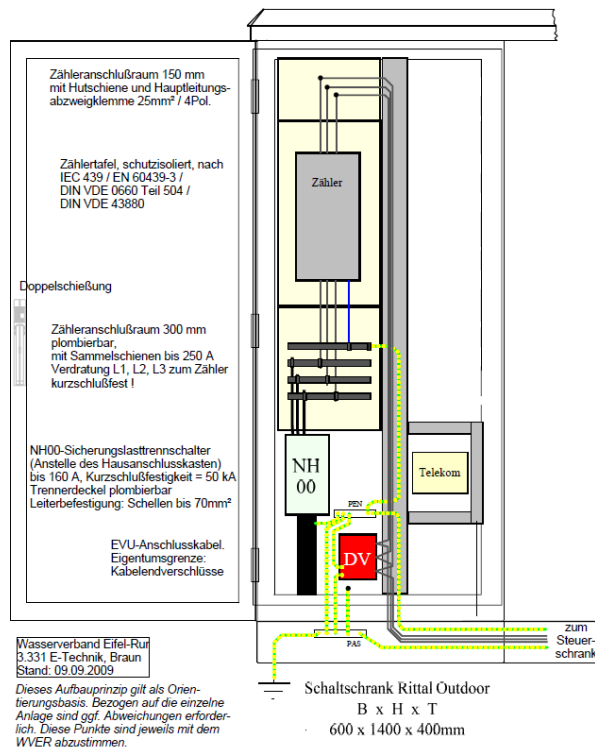 Zähleranschlußraum 150 mm
mit Hutschiene und Hauptleitungs-
abzweigklemme 25mm² / 4Pol.
Zählertafel, schutzisoliert, nach
IEC 439 / EN 60439-3 /
DIN VDE 0660 Teil 504 /
DIN VDE 43880
Zähler
Doppelschießung
Zähleranschlußraum 300 mm
plombierbar,
mit Sammelschienen bis 250 A
Verdratung L1, L2, L3 zum Zähler
kurzschlußfest !
NH00-Sicherungslasttrennschalter
(Anstelle des Hausanschlusskasten)
bis 160 A, Kurzschlußfestigkeit = 50 kA
Trennerdeckel plombierbar
Leiterbefestigung: Schellen bis 70mm²
NH
00
Telekom
PEN
EVU-Anschlusskabel.
Eigentumsgrenze:
Kabelendverschlüsse
DV
PAS
zum
Steuer-
schrank
Wasserverband Eifel-Rur
3.331 E-Technik, Braun
Stand: 09.09.2009
Dieses Aufbauprinzip gilt als Orien-
tierungsbasis. Bezogen auf die einzelne
Anlage sind ggf. Abweichungen erforder-
lich. Diese Punkte sind jeweils mit dem
WVER abzustimmen.
Schaltschrank Rittal Outdoor
B x H x T
600 x 1400 x 400mm